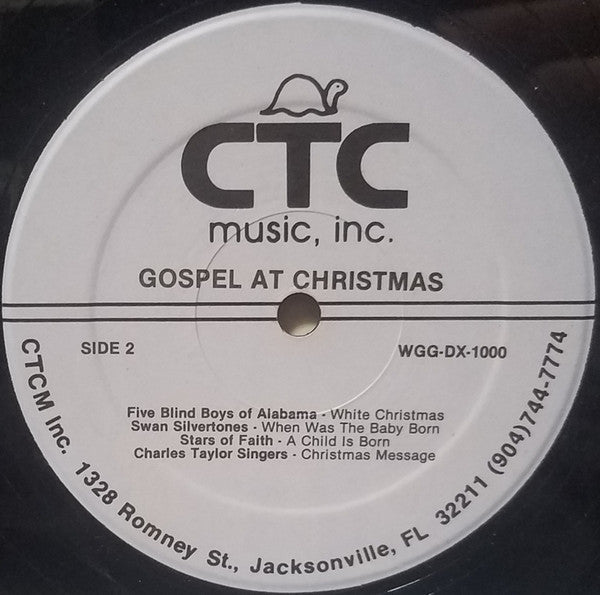 CTC
music, inc.
GOSPEL AT CHRISTMAS
SIDE 2
WGG-DX-1000
Five Blind Boys of Alabama - White Christmas
Swan Silvertones - When Was The Baby Born
Stars of Faith - A Child Is Born
Charles Taylor Singers - Christmas Message
CTCM Inc. 1328 Romney St., Jacksonville, FL 32211 (904)744-7774